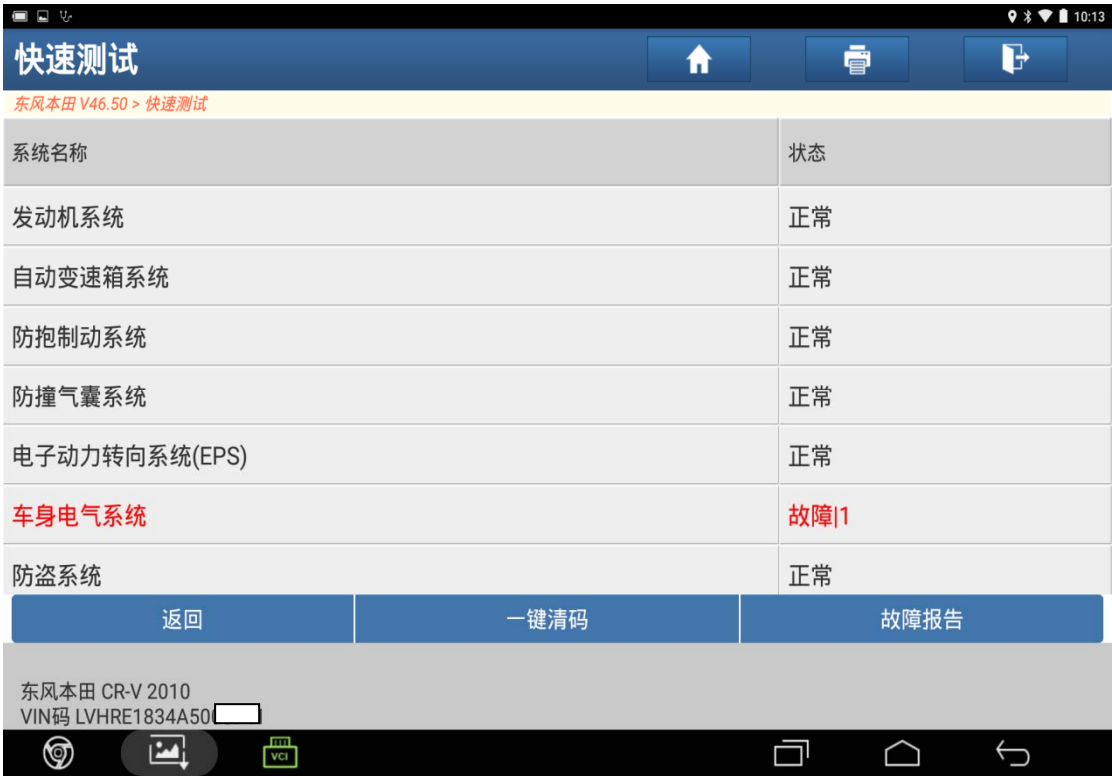 10:13
快速测试
东风本田 V46.50 > 快速测试
系统名称 状态
发动机系统 正常
自动变速箱系统 正常
防抱制动系统 正常
防撞气囊系统 正常
电子动力转向系统(EPS) 正常
车身电气系统 故障|1
防盗系统 正常
返回 一键清码 故障报告
东风本田 CR-V 2010
VIN码 LVHRE1834A50
VCI